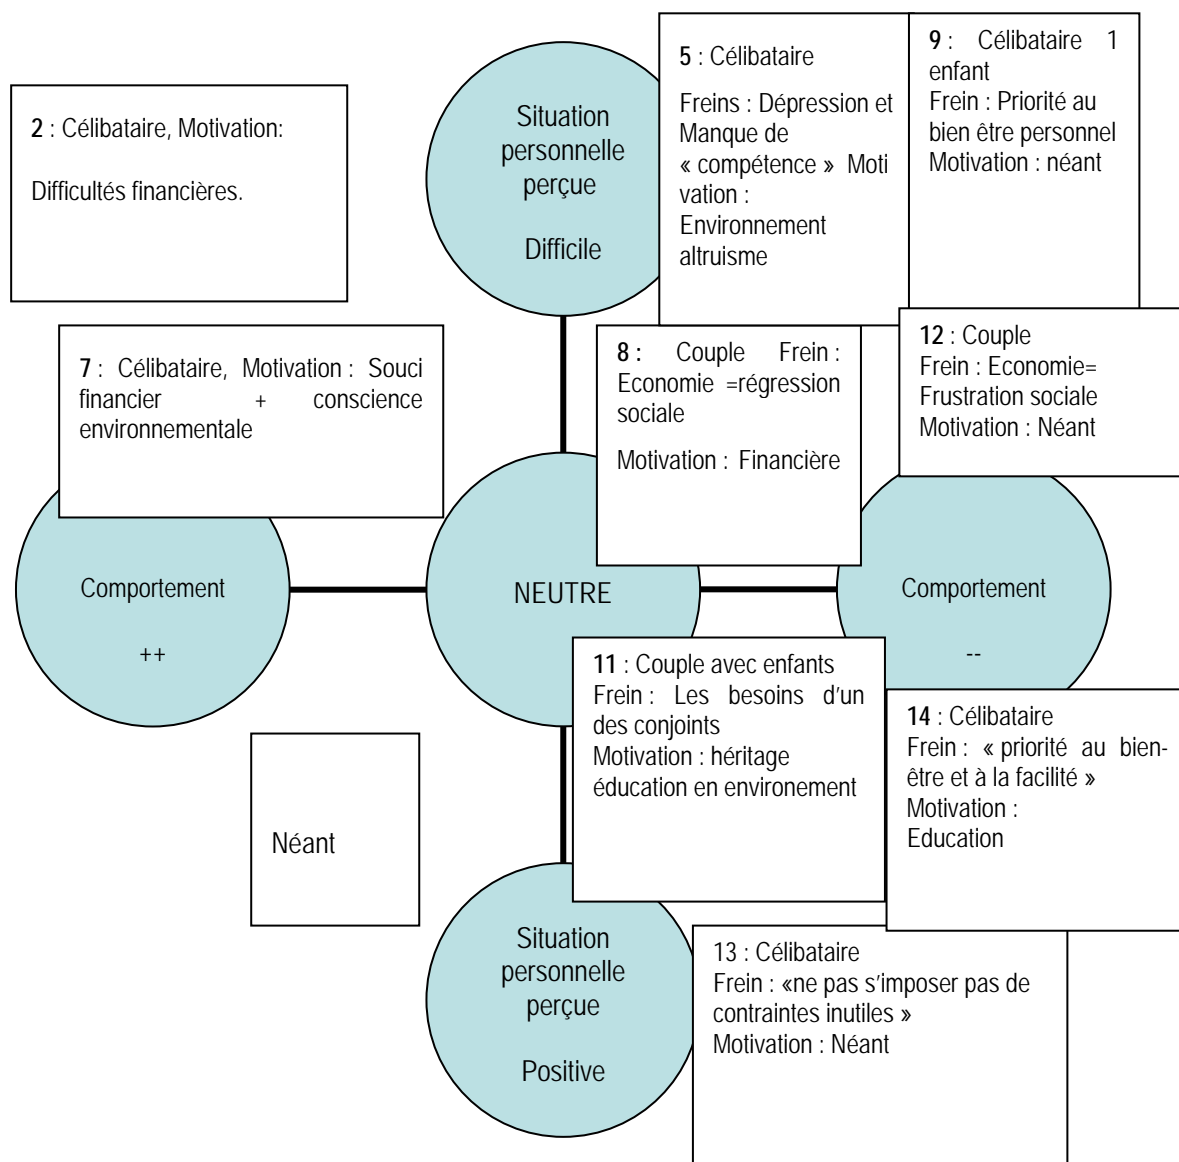 Situation
personnelle
perçue
Difficile
2 : Célibataire, Motivation:
Difficultés financières.
5 : Célibataire
Freins : Dépression et
Manque de
« compétence » Moti
vation :
Environnement
altruisme
9 : Célibataire 1
enfant
Frein : Priorité au
bien être personnel
Motivation : néant
7 : Célibataire, Motivation : Souci
financier + conscience
environnementale
8 : Couple Frein :
Economie =régression
sociale
Motivation : Financière
12 : Couple
Frein : Economie=
Frustration sociale
Motivation : Néant
Comportement
++
NEUTRE
Comportement
--
11 : Couple avec enfants
Frein : Les besoins d'un
des conjoints
Motivation : héritage
éducation en environement
14 : Célibataire
Frein : « priorité au bien-
être et à la facilité »
Motivation :
Education
Néant
Situation
personnelle
perçue
Positive
13 : Célibataire
Frein : «ne pas s'imposer pas de
contraintes inutiles »
Motivation : Néant